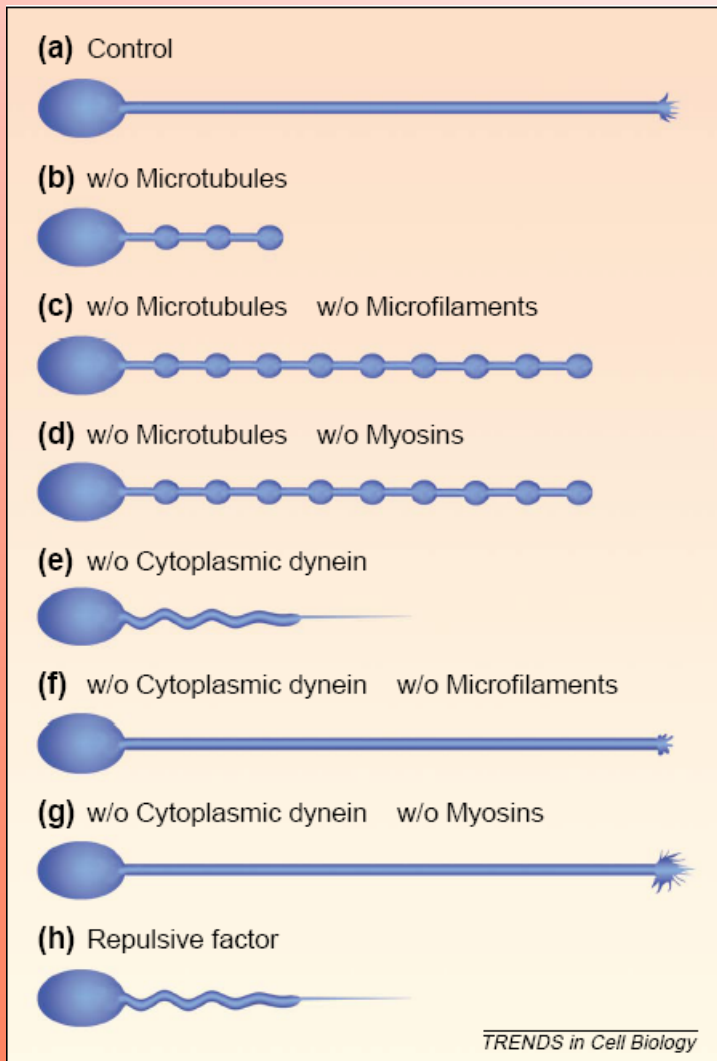 (a) Control
(b) w/o Microtubules
(c) w/o Microtubules w/o Microfilaments
(d) w/o Microtubules w/o Myosins
(e) w/o Cytoplasmic dynein
(f) w/o Cytoplasmic dynein w/o Microfilaments
(g) w/o Cytoplasmic dynein w/o Myosins
(h) Repulsive factor
TRENDS in Cell Biology